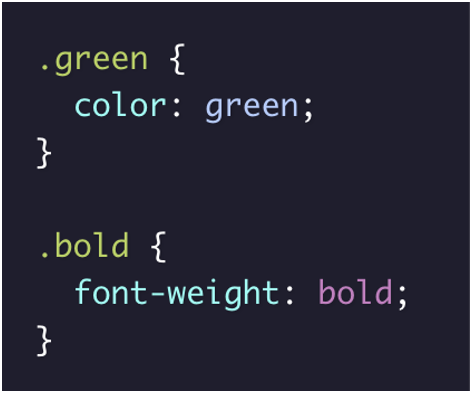 .green {
  color: green;
}

.bold {
  font-weight: bold;
}